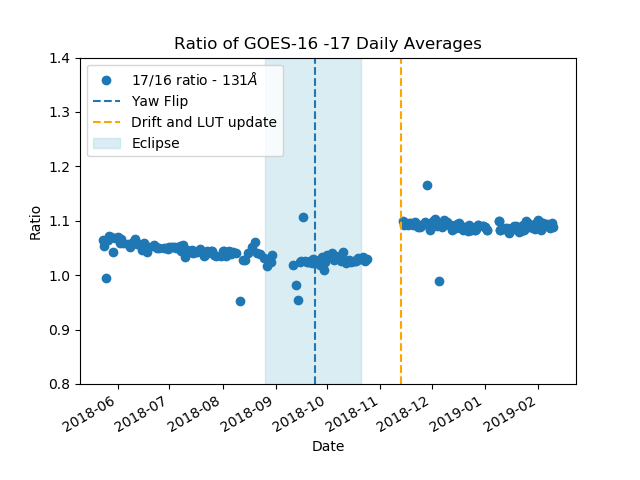 Ratio of GOES-16 -17 Daily Averages
17/16 ratio - 131Å
Yaw Flip
Drift and LUT update
Eclipse
Ratio
1.4
1.3
1.2
1.1
1.0
0.9
0.8
2018-06
2018-07
2018-08
2018-09
2018-10
2018-11
2018-12
2019-01
2019-02
Date